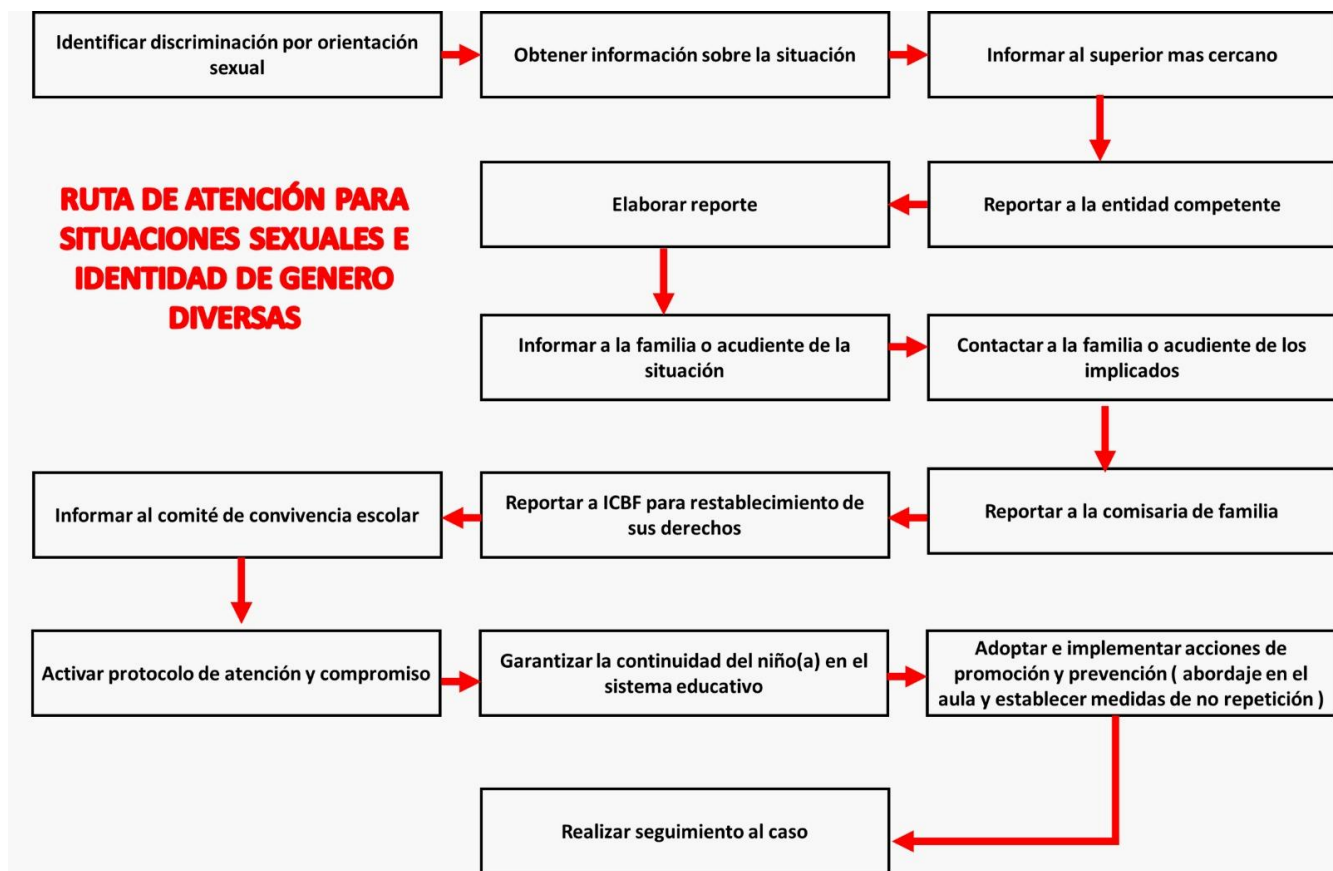 Identificar discriminación por orientación
sexual
Obtener información sobre la situación
Informar al superior mas cercano
RUTA DE ATENCIÓN PARA
SITUACIONES SEXUALES E
IDENTIDAD DE GENERO
DIVERSAS
Elaborar reporte
Reportar a la entidad competente
Informar a la familia o acudiente de la
situación
Contactar a la familia o acudiente de los
implicados
Informar al comité de convivencia escolar
Reportar a ICBF para restablecimiento de
sus derechos
Reportar a la comisaria de familia
Activar protocolo de atención y compromiso
Garantizar la continuidad del niño(a) en el
sistema educativo
Adoptar e implementar acciones de
promoción y prevención ( abordaje en el
aula y establecer medidas de no repetición )
Realizar seguimiento al caso